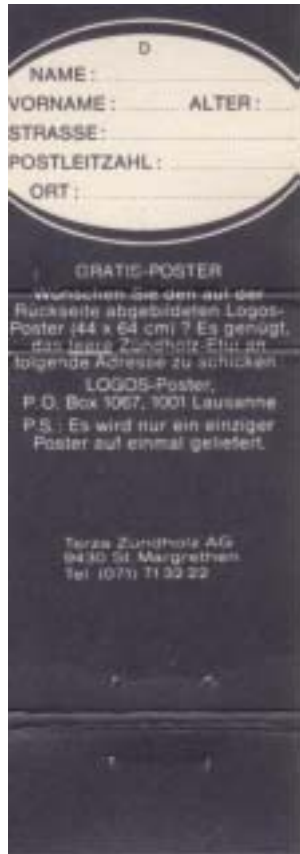 D
NAME :
VORNAME : ALTER :
STRASSE :
POSTLEITZAHL :
ORT :
GRATIS-POSTER
Wünschen Sie den auf der
Rückseite abgebildeten Logos-
Poster (44 x 64 cm) ? Es genügt,
das leere Zündholz-Etui an
folgende Adresse zu schicken :
LOGOS-Poster,
P.O. Box 1067, 1001 Lausanne
P.S. : Es wird nur ein einziger
Poster auf einmal geliefert.
Zündholz AG
9430 St. Margrethen
Tel. (071) 71 32 22